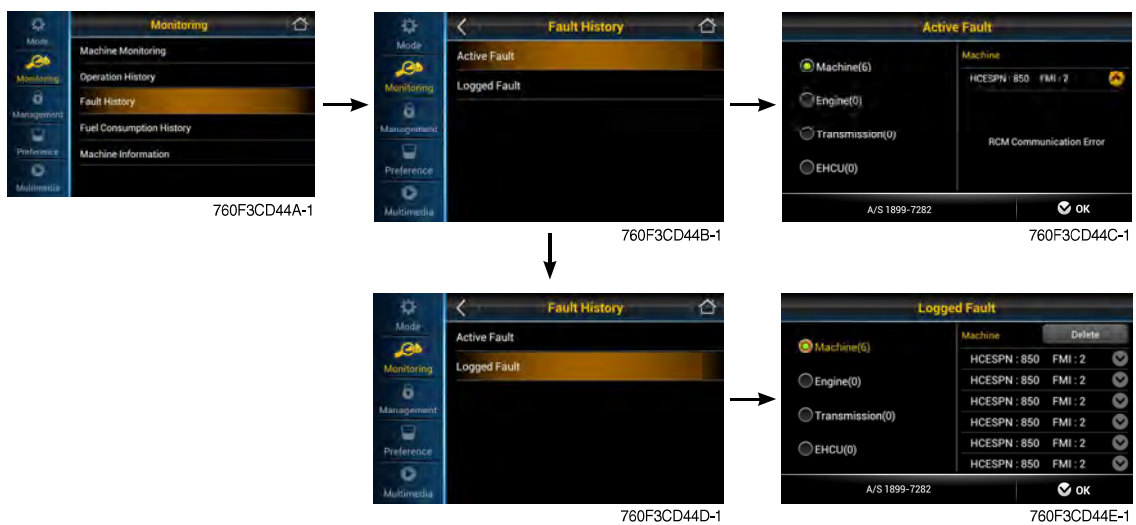 Monitoring
Mode
Monitoring
Management
Preference
Multimedia
Machine Monitoring
Operation History
Fault History
Fuel Consumption History
Machine Information
760F3CD44A-1
Fault History
Mode
Monitoring
Management
Preference
Multimedia
Active Fault
Logged Fault
760F3CD44B-1
Active Fault
Machine(6)
Engine(0)
Transmission(0)
EHCU(0)
Machine
HCESPN : 850 FMI : 2
RCM Communication Error
A/S 1899-7282
OK
760F3CD44C-1
Fault History
Mode
Monitoring
Management
Preference
Multimedia
Active Fault
Logged Fault
760F3CD44D-1
Logged Fault
Machine(6)
Engine(0)
Transmission(0)
EHCU(0)
Machine
Delete
HCESPN : 850 FMI : 2
HCESPN : 850 FMI : 2
HCESPN : 850 FMI : 2
HCESPN : 850 FMI : 2
HCESPN : 850 FMI : 2
HCESPN : 850 FMI : 2
A/S 1899-7282
OK
760F3CD44E-1